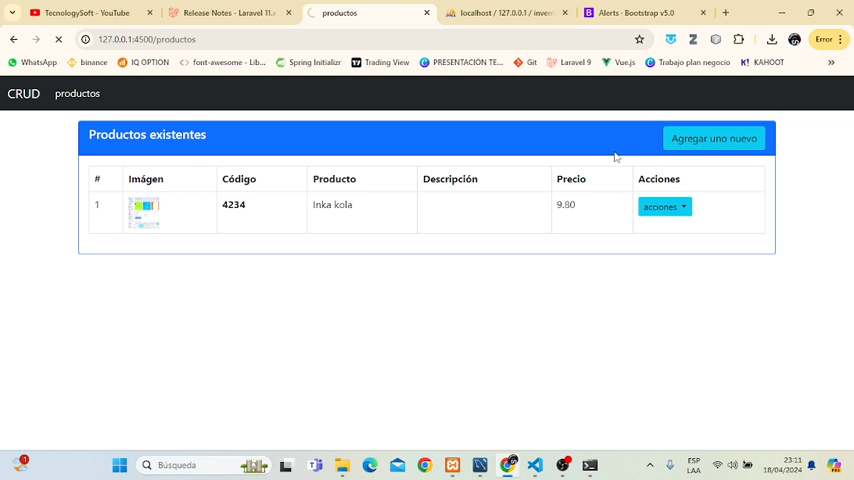 TecnologySoft - YouTube
Release Notes - Laravel 11.x
productos
localhost / 127.0.0.1 / inven
Alerts · Bootstrap v5.0
127.0.0.1:4500/productos
Error
WhatsApp
binance
IQ OPTION
font-awesome - Lib...
Spring Initializr
Trading View
PRESENTACIÓN TE...
Git
Laravel 9
Vue.js
Trabajo plan negocio
K! KAHOOT
CRUD productos
Productos existentes
Agregar uno nuevo
# Imágen Código Producto Descripción Precio Acciones
1 4234 Inka kola 9.80 acciones
Búsqueda
ESP
LAA
23:11
18/04/2024